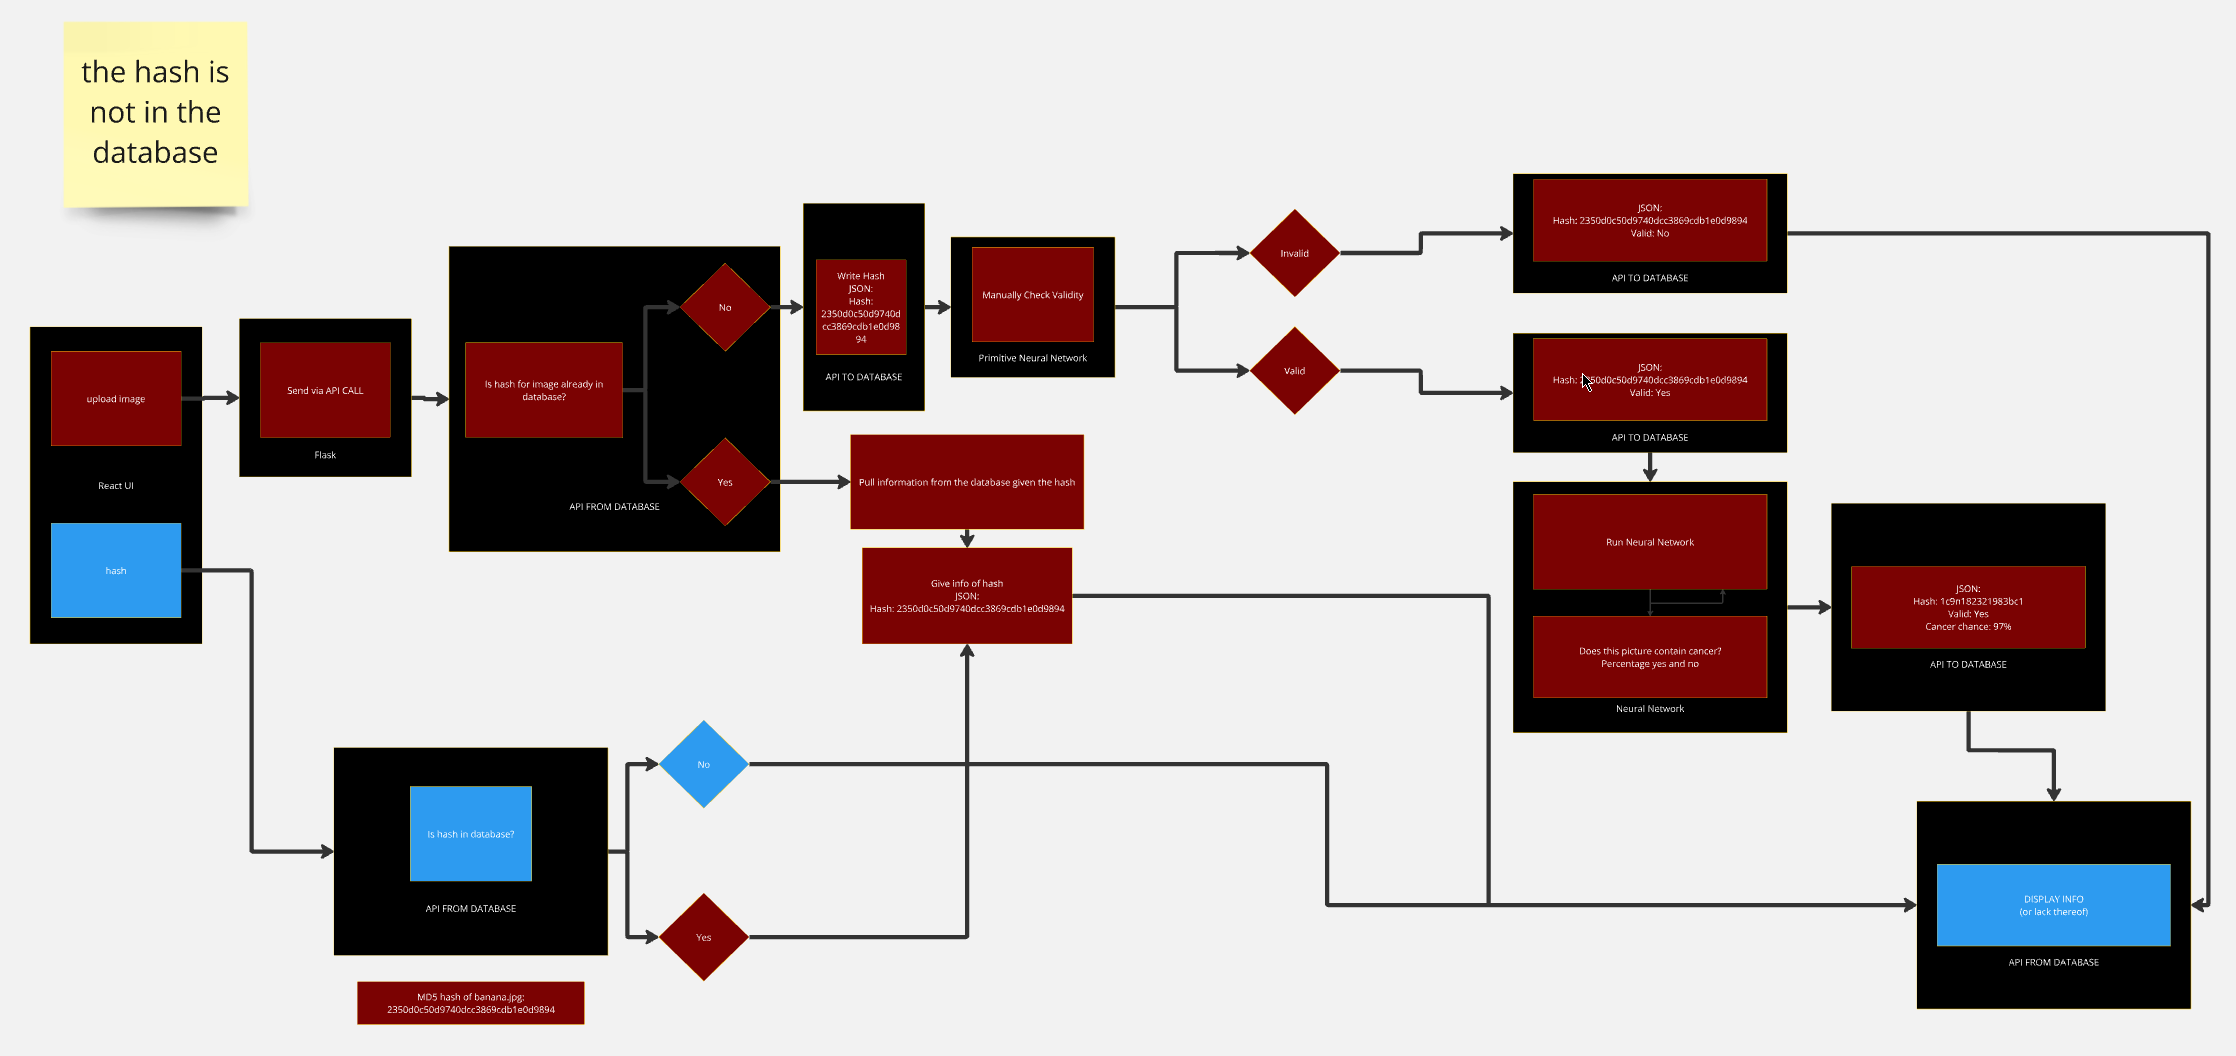 the hash is
not in the
database
upload image
React UI
hash
Send via API CALL
Flask
Is hash for image already in
database?
No
Yes
API FROM DATABASE
Write Hash
JSON:
Hash:
2350d0c50d9740d
cc3869cdb1e0d98
94
API TO DATABASE
Manually Check Validity
Primitive Neural Network
Invalid
Valid
JSON:
Hash: 2350d0c50d9740dcc3869cdb1e0d9894
Valid: No
API TO DATABASE
JSON:
Hash: 2350d0c50d9740dcc3869cdb1e0d9894
Valid: Yes
API TO DATABASE
Pull information from the database given the hash
Give info of hash
JSON:
Hash: 2350d0c50d9740dcc3869cdb1e0d9894
Run Neural Network
Does this picture contain cancer?
Percentage yes and no
Neural Network
JSON:
Hash: 1c9n182321983bc1
Valid: Yes
Cancer chance: 97%
API TO DATABASE
Is hash in database?
API FROM DATABASE
No
Yes
MD5 hash of banana.jpg:
2350d0c50d9740dcc3869cdb1e0d9894
DISPLAY INFO
(or lack thereof)
API FROM DATABASE